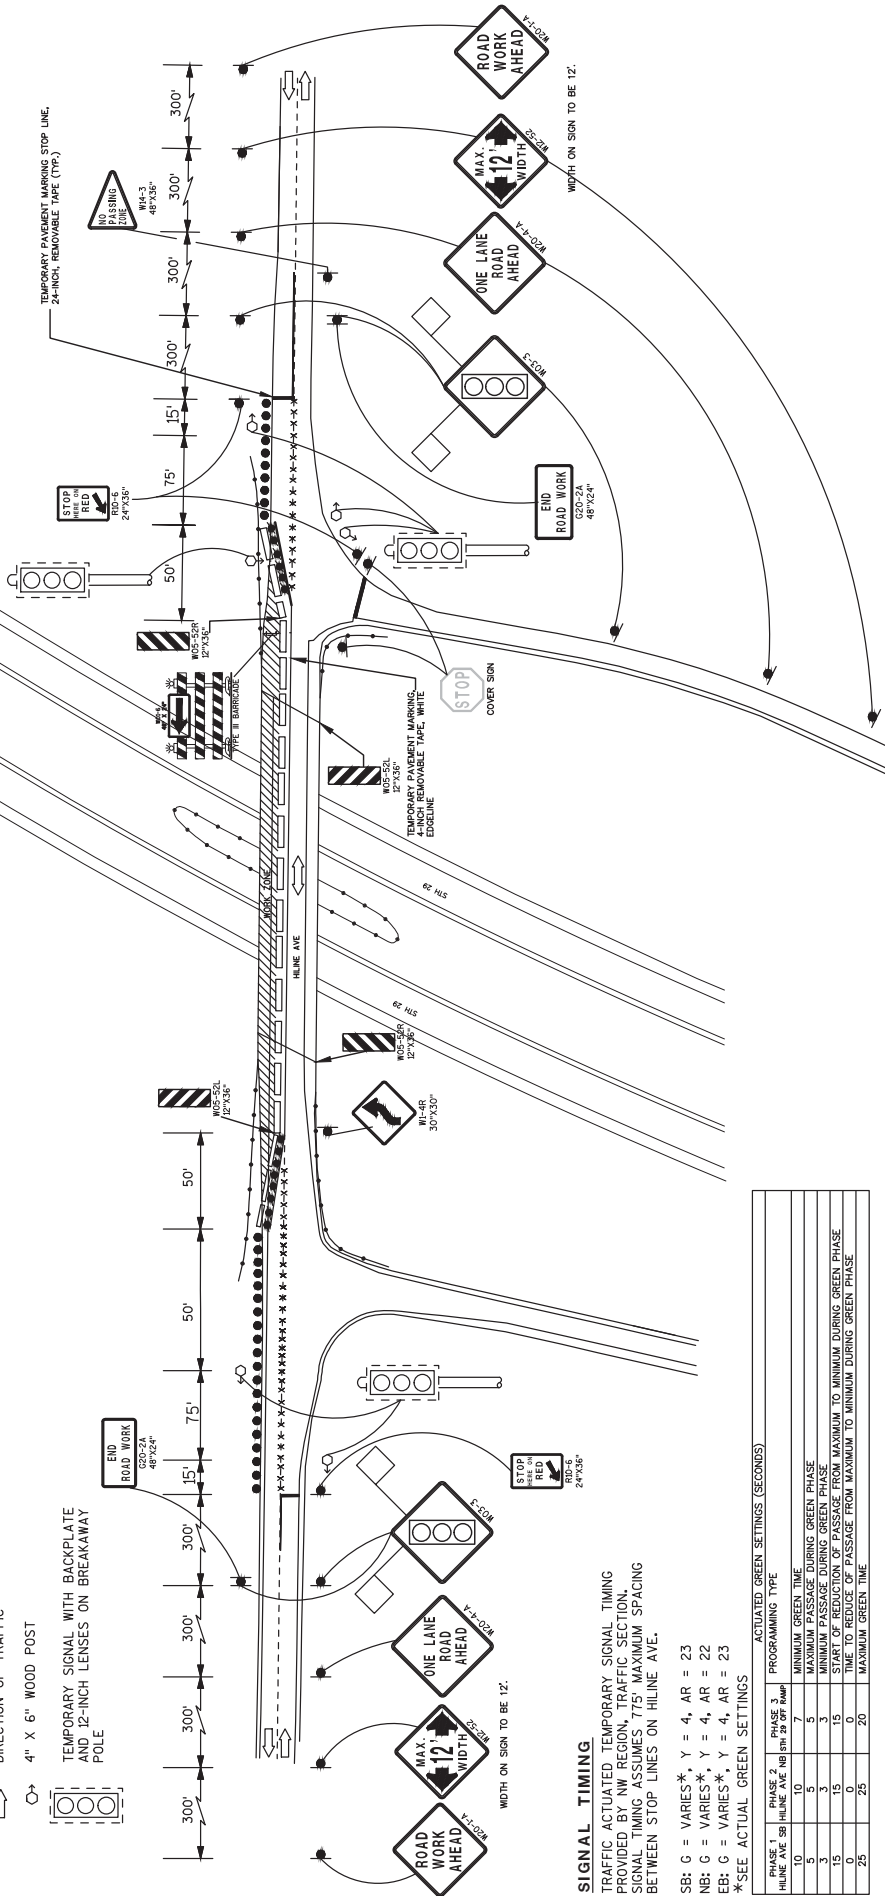 DIRECTION OF TRAFFIC
4" X 6" WOOD POST
TEMPORARY SIGNAL WITH BACKPLATE
AND 12-INCH LENSES ON BREAKAWAY
POLE
END
ROAD WORK
G20-2A
48"X24"
300'
300'
300'
300'
15'
75'
50'
50'
W05-52L
12"X36"
TYPE III BARRICADE
W05-52R
12"X36"
50'
75'
15'
300'
300'
300'
300'
STOP
HERE ON
RED
R10-6
24"X36"
NO
PASSING
ZONE
W14-3
48"X36"
TEMPORARY PAVEMENT MARKING STOP LINE,
24-INCH, REMOVABLE TAPE (TYP.)
WORK ZONE
HILINE AVE
STH 29
STH 29
ROAD
WORK
AHEAD
W20-1-A
MAX.
12'
WIDTH
W12-52
WIDTH ON SIGN TO BE 12'.
ONE LANE
ROAD
AHEAD
W20-4-A
W03-3
STOP
HERE ON
RED
R10-6
24"X36"
W1-4R
30"X30"
W05-52R
12"X36"
W05-52L
12"X36"
TEMPORARY PAVEMENT MARKING,
4-INCH REMOVABLE TAPE, WHITE
EDGELINE
STOP
COVER SIGN
END
ROAD WORK
G20-2A
48"X24"
W03-3
ONE LANE
ROAD
AHEAD
W20-4-A
MAX.
12'
WIDTH
W12-52
WIDTH ON SIGN TO BE 12'.
ROAD
WORK
AHEAD
W20-1-A
SIGNAL TIMING
TRAFFIC ACTUATED TEMPORARY SIGNAL TIMING
PROVIDED BY NW REGION, TRAFFIC SECTION.
SIGNAL TIMING ASSUMES 775' MAXIMUM SPACING
BETWEEN STOP LINES ON HILINE AVE.
SB: G = VARIES*, Y = 4, AR = 23
NB: G = VARIES*, Y = 4, AR = 22
EB: G = VARIES*, Y = 4, AR = 23
*SEE ACTUAL GREEN SETTINGS
ACTUATED GREEN SETTINGS (SECONDS)
PHASE 1 PHASE 2 PHASE 3 PROGRAMMING TYPE
HILINE AVE SB HILINE AVE NB STH 29 OFF RAMP
10 10 7 MINIMUM GREEN TIME
5 5 5 MAXIMUM PASSAGE DURING GREEN PHASE
3 3 3 MINIMUM PASSAGE DURING GREEN PHASE
15 15 15 START OF REDUCTION OF PASSAGE FROM MAXIMUM TO MINIMUM DURING GREEN PHASE
0 0 0 TIME TO REDUCE OF PASSAGE FROM MAXIMUM TO MINIMUM DURING GREEN PHASE
25 25 20 MAXIMUM GREEN TIME